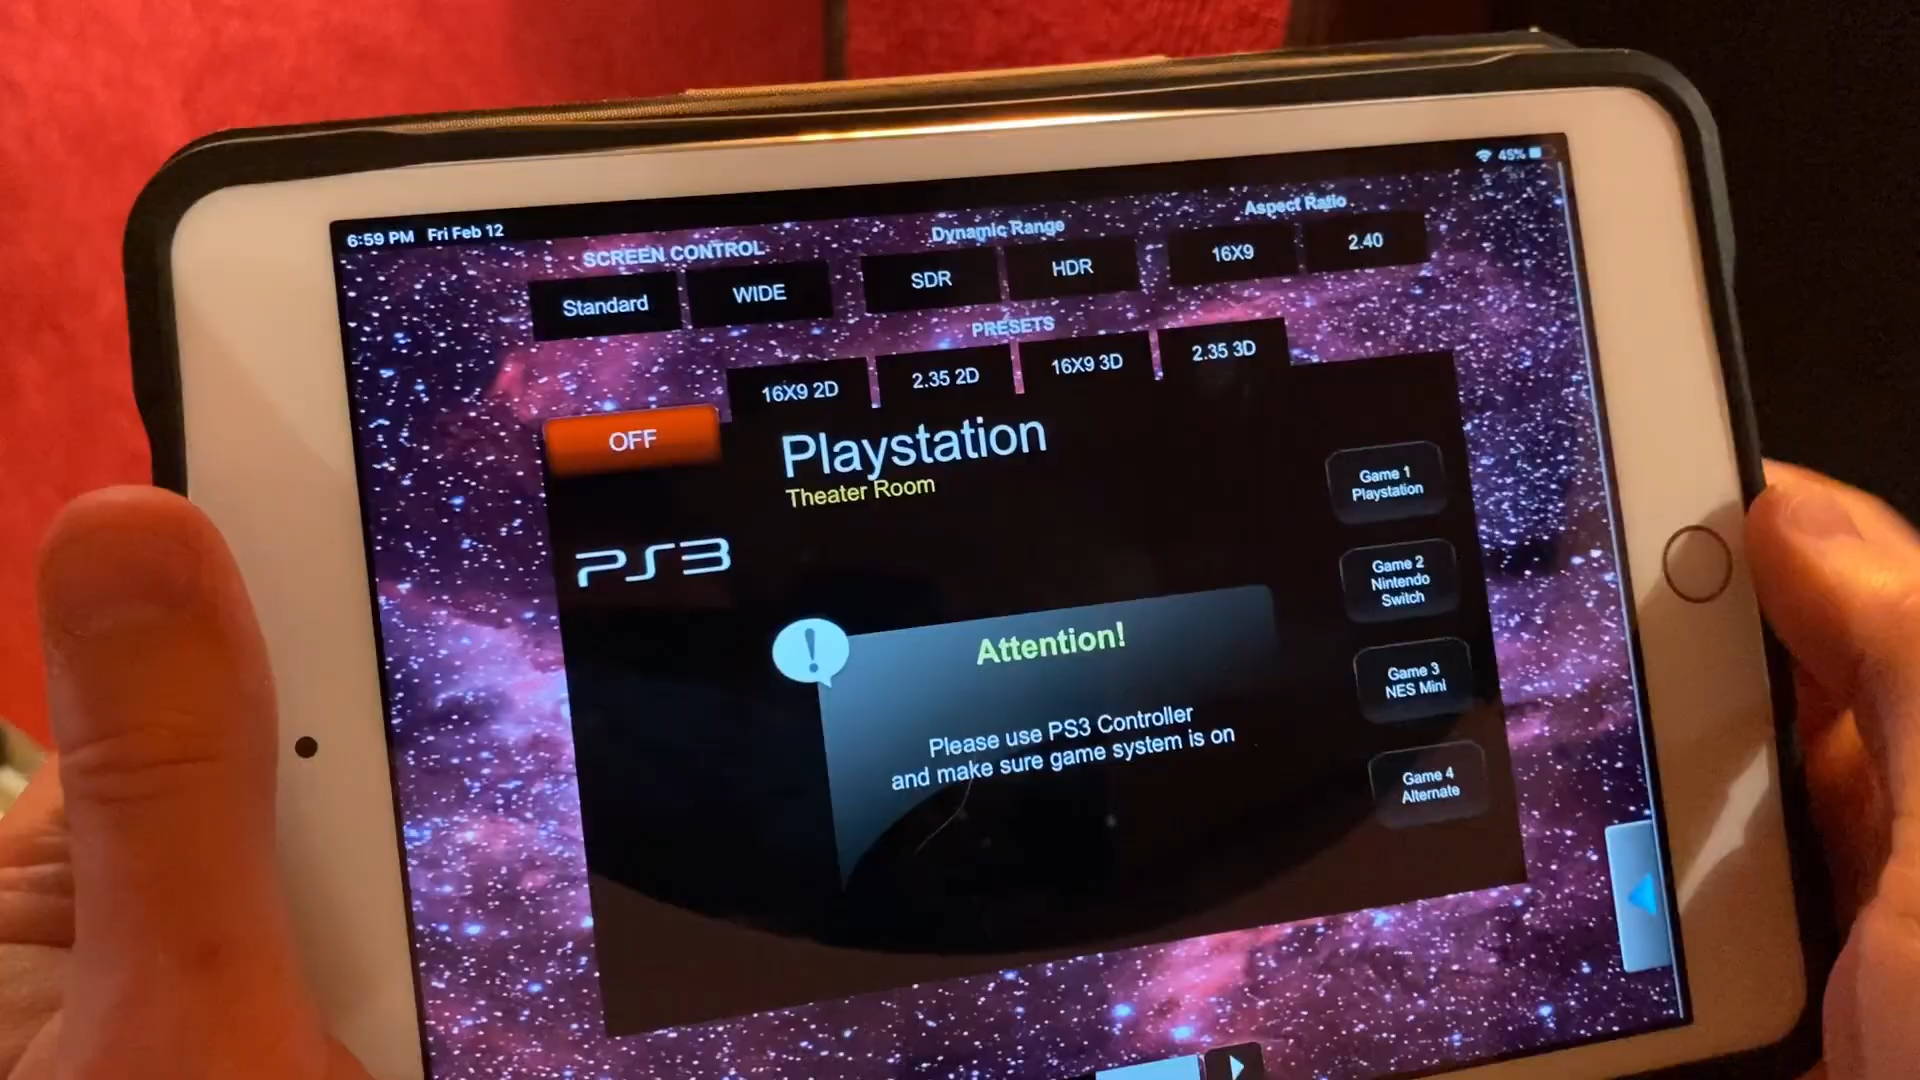 6:59 PM Fri Feb 12
45%
SCREEN CONTROL
Dynamic Range
Aspect Ratio
Standard
WIDE
SDR
HDR
16X9
2.40
PRESETS
16X9 2D
2.35 2D
16X9 3D
2.35 3D
OFF
Playstation
Theater Room
PS3
Attention!
Please use PS3 Controller
and make sure game system is on
Game 1
Playstation
Game 2
Nintendo
Switch
Game 3
NES Mini
Game 4
Alternate